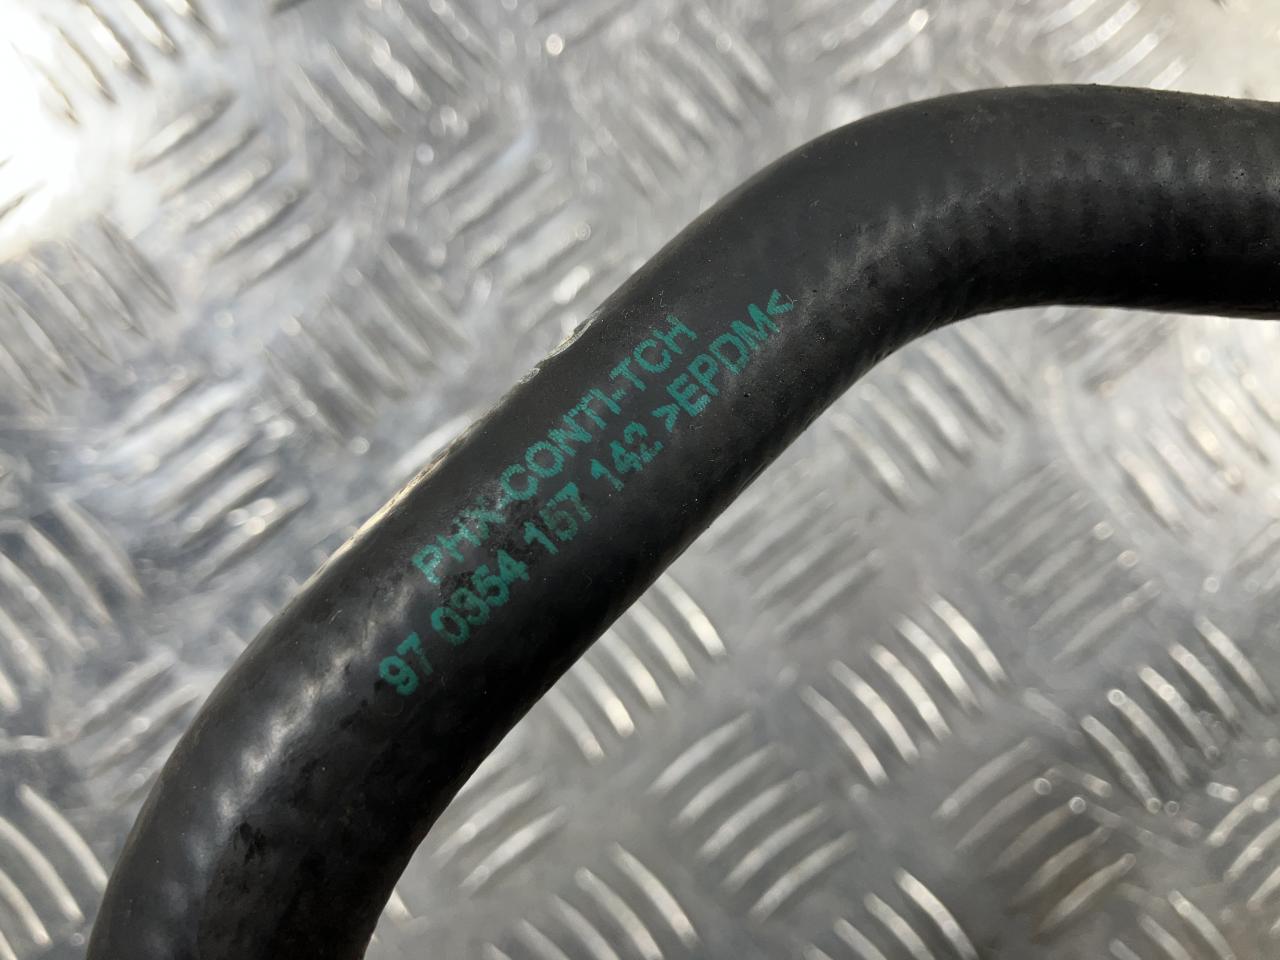 PHX-CONTI-TCH
97 0354 157 142 >EPDM<